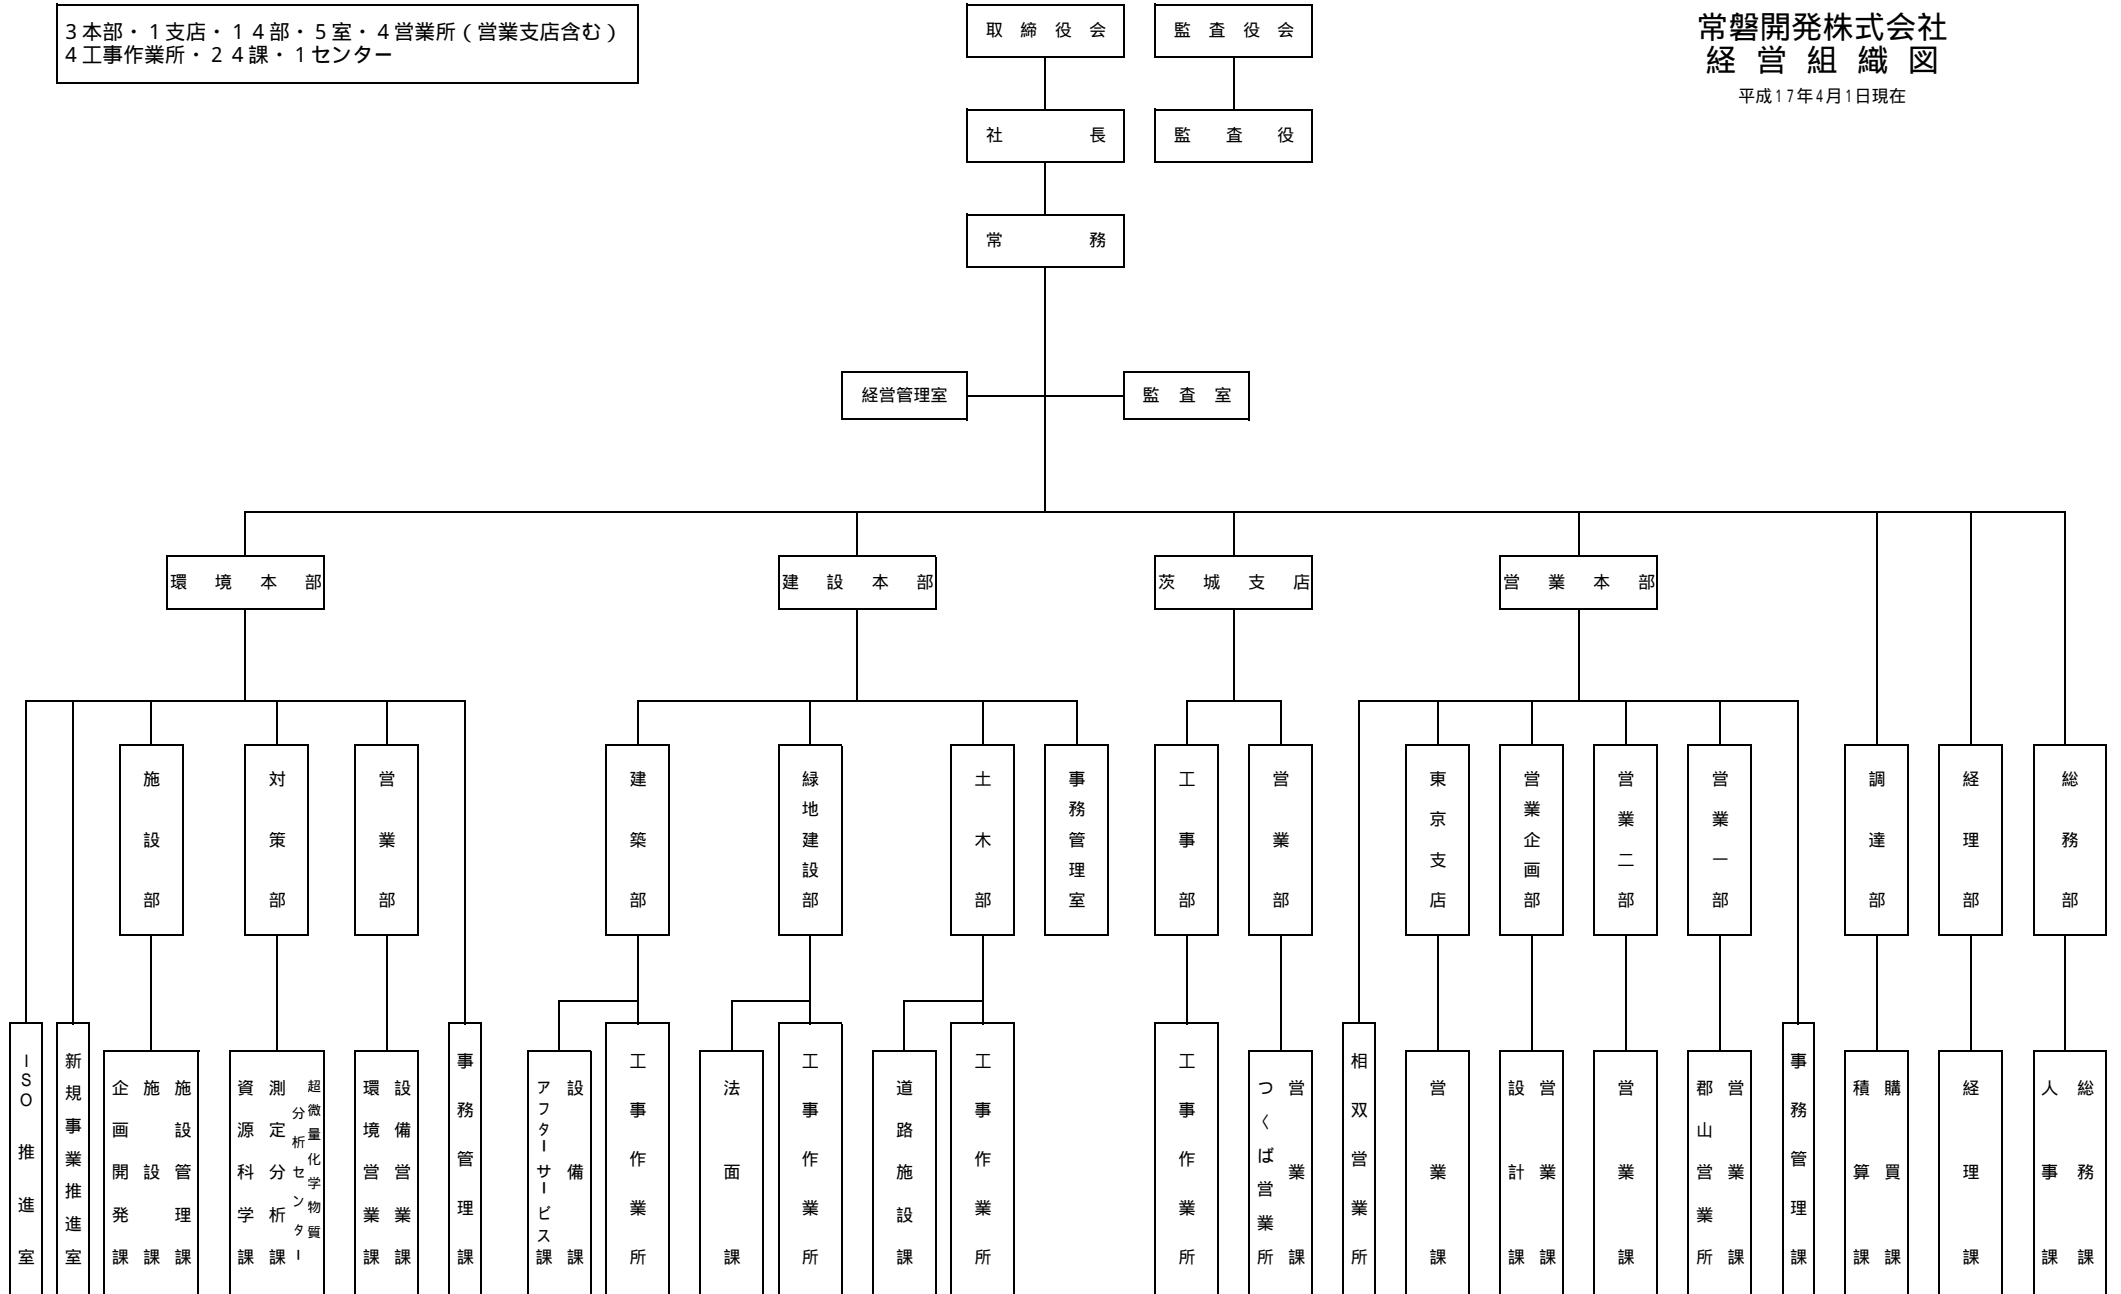 3本部・1支店・14部・5室・4営業所(営業支店含む)
4工事作業所・24課・1センター
取締役会
監査役会
常磐開発株式会社
経営組織図
平成17年4月1日現在
社長
監査役
常務
経営管理室
監査室
環境本部
建設本部
茨城支店
営業本部
施設部
対策部
営業部
建築部
緑地建設部
土木部
事務管理室
工事部
営業部
東京支店
営業企画部
営業二部
営業一部
調達部
経理部
総務部
ISO推進室
新規事業推進室
企画開発課
施設課
施設管理課
資源科学課
測定分析課
超微量化学物質
分析センター
環境営業課
設備営業課
事務管理課
アフターサービス課
設備課
工事作業所
法面課
工事作業所
道路施設課
工事作業所
工事作業所
つくば営業所
営業課
相双営業所
営業課
設計課
営業課
営業課
郡山営業所
営業課
事務管理課
積算課
購買課
経理課
人事課
総務課